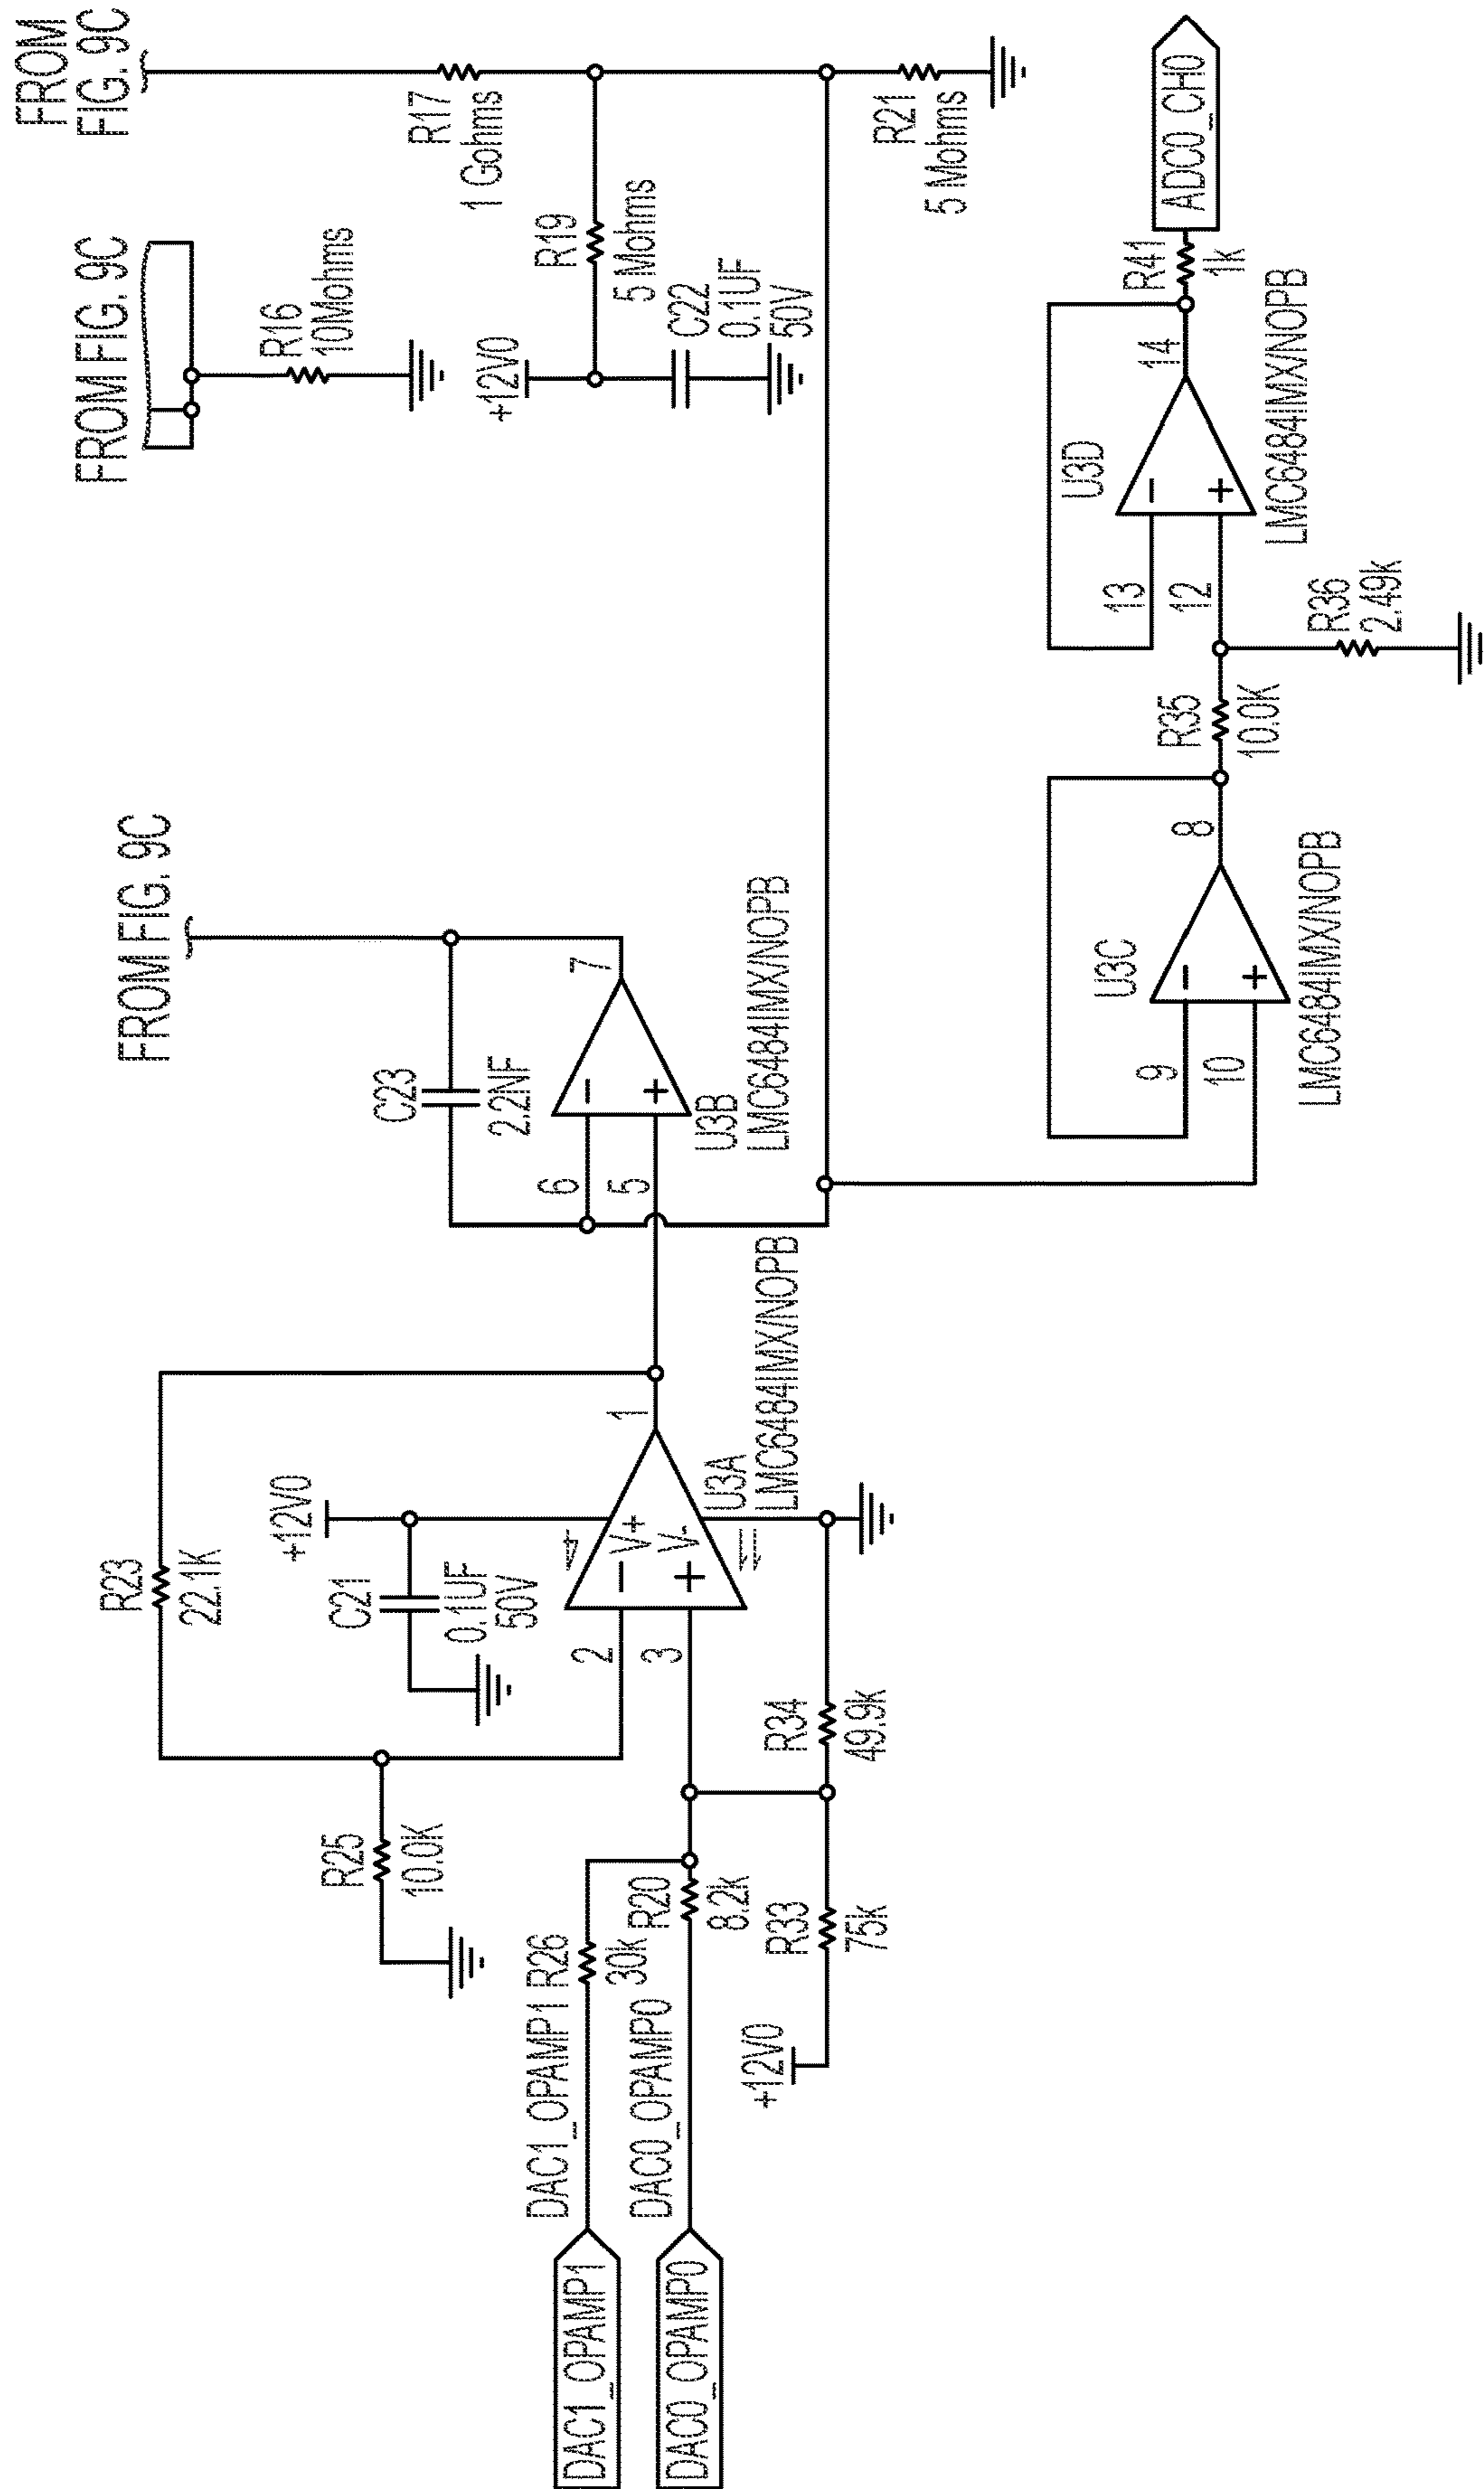 FROM
FIG. 9C
FROM FIG. 9C
FROM FIG. 9C
R17
1 Gohms
R16
10Mohms
R19
5 Mohms
+12V0
C22
0.1UF
50V
R21
5 Mohms
C23
2.2NF
6
5
7
U3B
LMC6484IMX/NOPB
R23
22.1K
+12V0
C21
0.1UF
50V
2
3
V+
V-
1
U3A
LMC6484IMX/NOPB
R25
10.0K
DAC1_OPAMP1
DAC1_OPAMP1
R26
30k
DAC0_OPAMP0
DAC0_OPAMP0
R20
8.2k
+12V0
R33
75k
R34
49.9k
9
10
U3C
8
LMC6484IMX/NOPB
R35
10.0K
R36
2.49k
13
12
U3D
14
LMC6484IMX/NOPB
R41
1k
ADC0_CH0